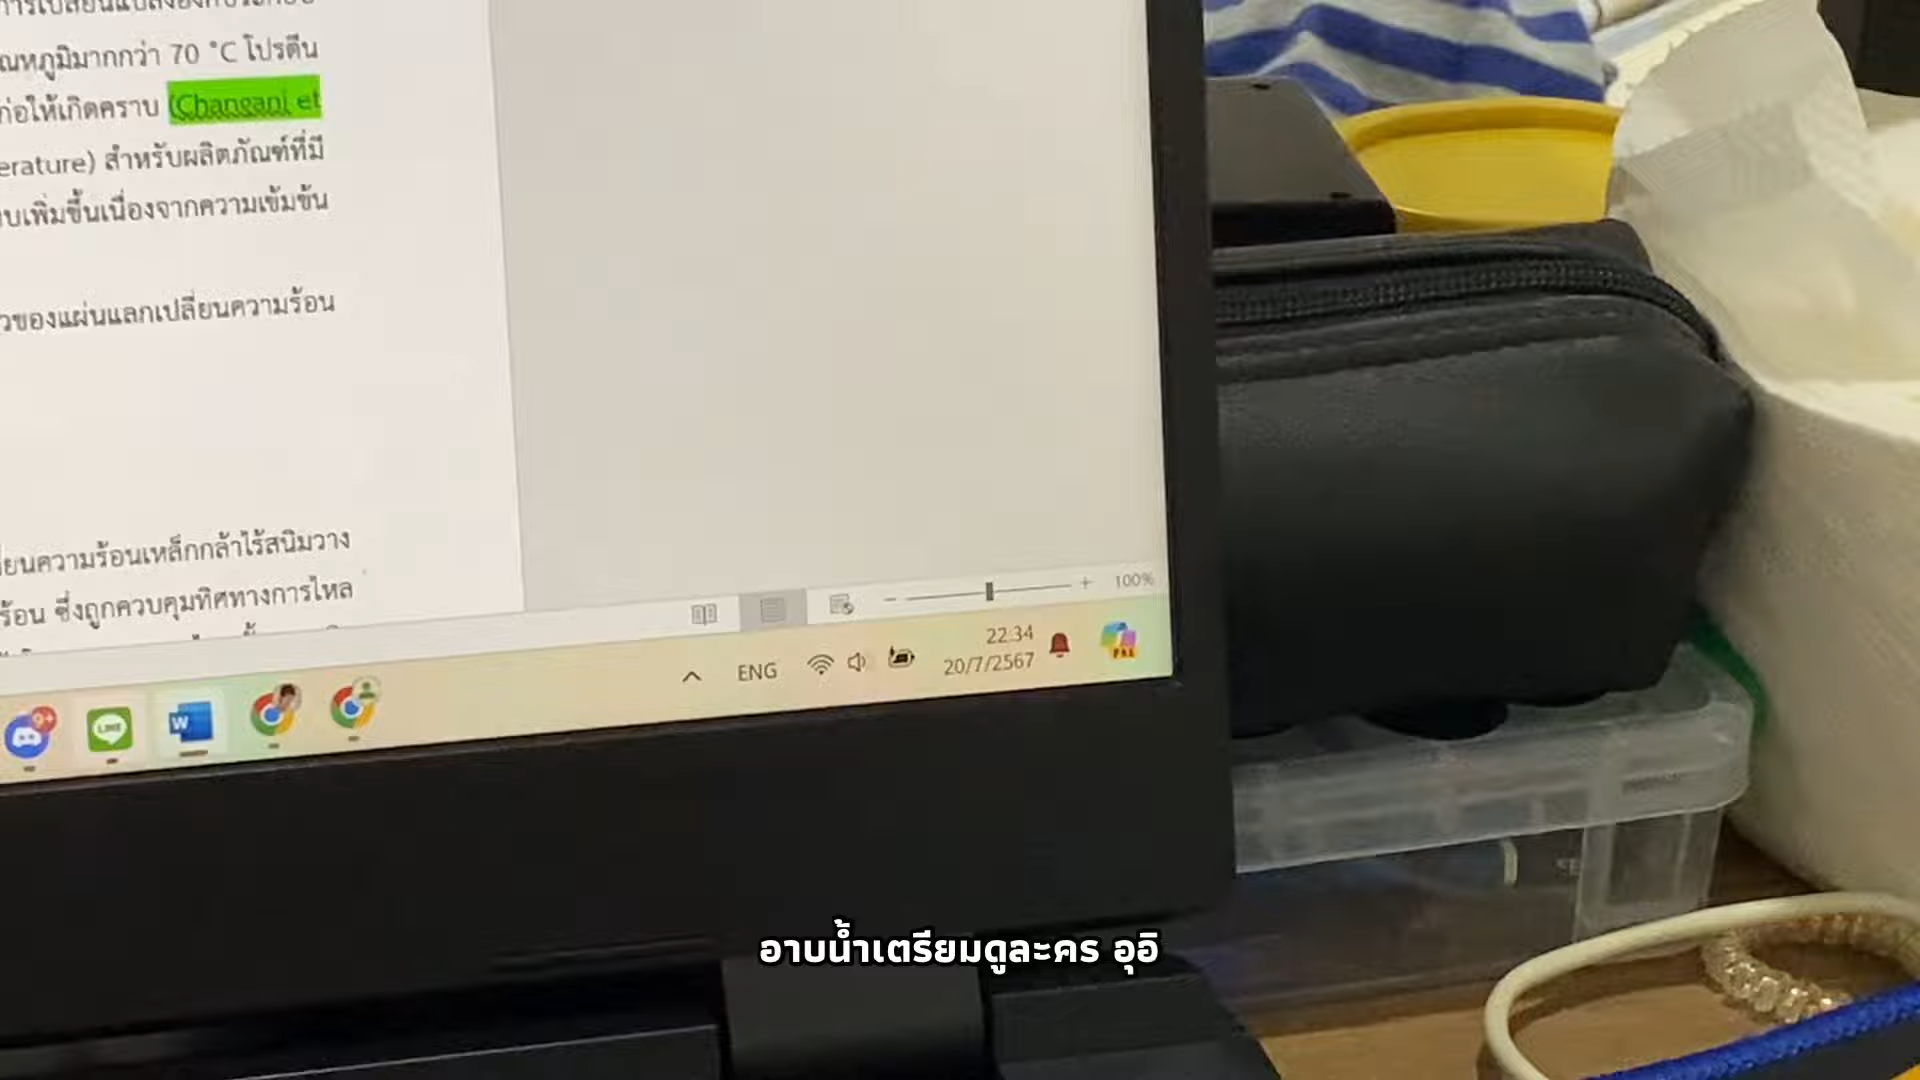 ณหภูมิมากกว่า 70 °C โปรตีน
ก่อให้เกิดคราบ (Changani et
erature) สำหรับผลิตภัณฑ์ที่มี
บเพิ่มขึ้นเนื่องจากความเข้มข้น
วของแผ่นแลกเปลี่ยนความร้อน
ยนความร้อนเหล็กกล้าไร้สนิมวาง
ร้อน ซึ่งถูกควบคุมทิศทางการไหล
100%
ENG
22:34
20/7/2567
PRE
9+
LINE
W
อาบน้ำเตรียมดูละคร อุอิ